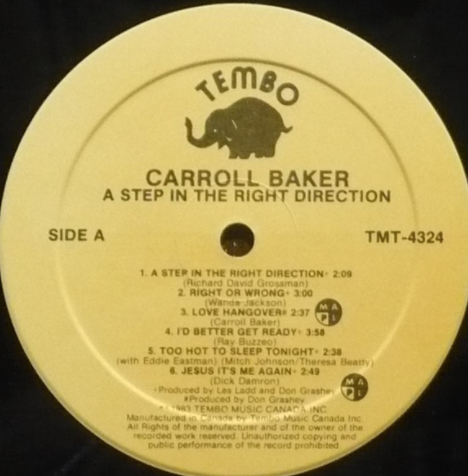 TEMBO
CARROLL BAKER
A STEP IN THE RIGHT DIRECTION
SIDE A
TMT-4324
1. A STEP IN THE RIGHT DIRECTION+ 2:09
(Richard David Grossman)
2. RIGHT OR WRONG+ 3:00
(Wanda Jackson)
3. LOVE HANGOVER# 2:37
MAPL
(Carroll Baker)
4. I'D BETTER GET READY+ 3:58
(Ray Buzzeo)
5. TOO HOT TO SLEEP TONIGHT+ 2:38
(with Eddie Eastman) (Mitch Johnson/Theresa Beatty)
6. JESUS IT'S ME AGAIN+ 2:49
MAPL
(Dick Damron)
+Produced by Les Ladd and Don Grashey
#Produced by Don Grashey
1983 TEMBO MUSIC CANADA INC.
Manufactured in Canada by Tembo Music Canada Inc.
All Rights of the manufacturer and of the owner of the
recorded work reserved. Unauthorized copying and
public performance of the record prohibited